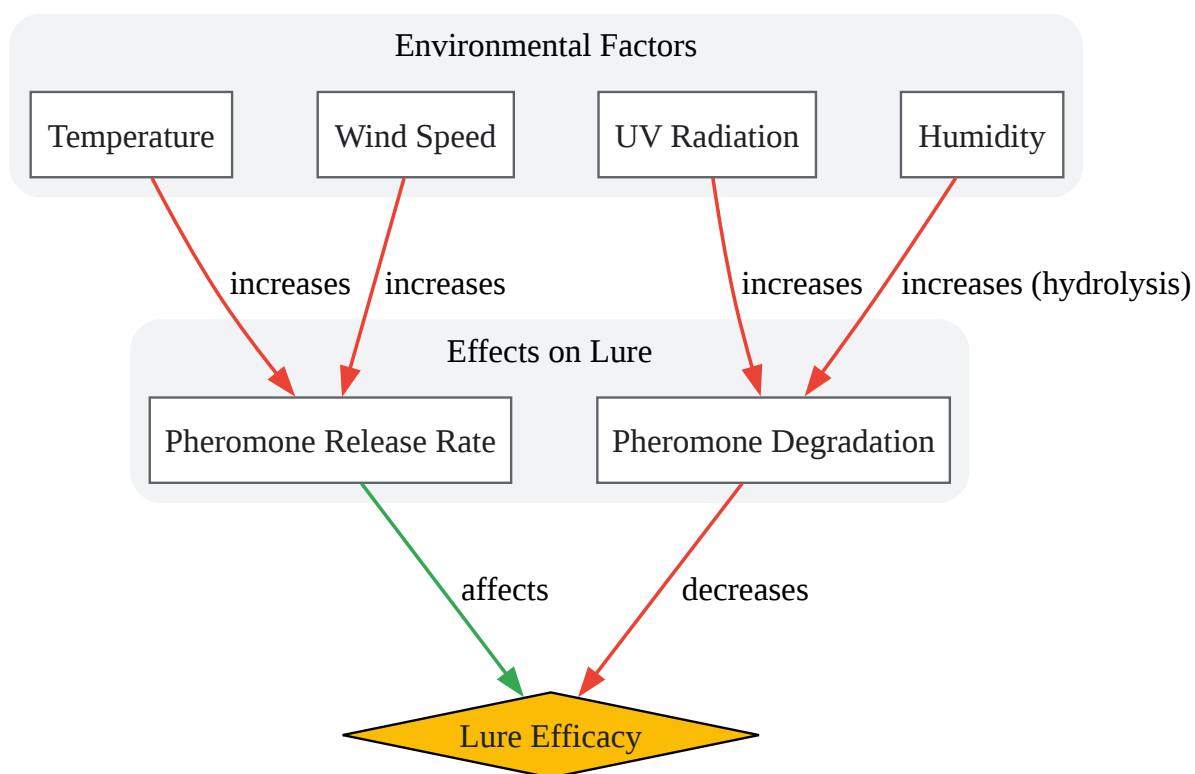 Environmental Factors
Temperature
Wind Speed
UV Radiation
Humidity
increases
increases
increases
increases (hydrolysis)
Effects on Lure
Pheromone Release Rate
Pheromone Degradation
affects
decreases
Lure Efficacy